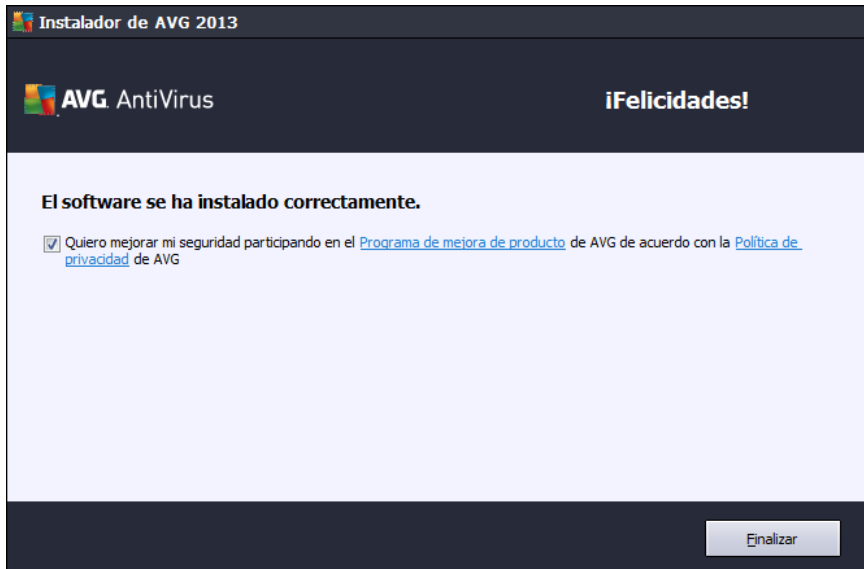 Instalador de AVG 2013
AVG AntiVirus
¡Felicidades!
El software se ha instalado correctamente.
Quiero mejorar mi seguridad participando en el Programa de mejora de producto de AVG de acuerdo con la Política de
privacidad de AVG
Finalizar